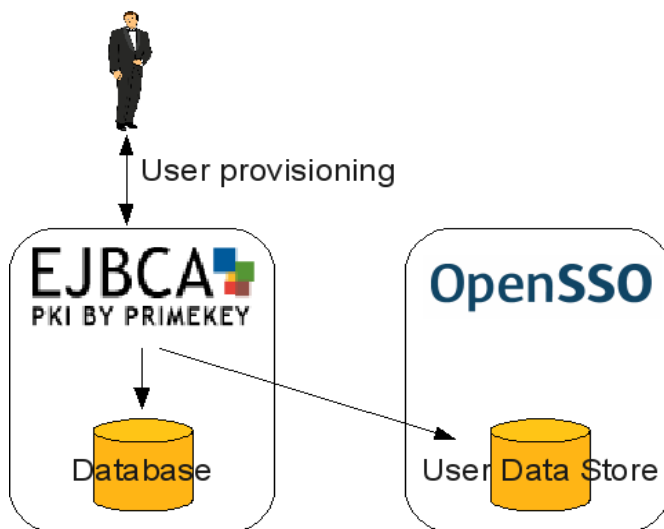 User provisioning
EJBCA
PKI BY PRIMEKEY
OpenSSO
Database
User Data Store